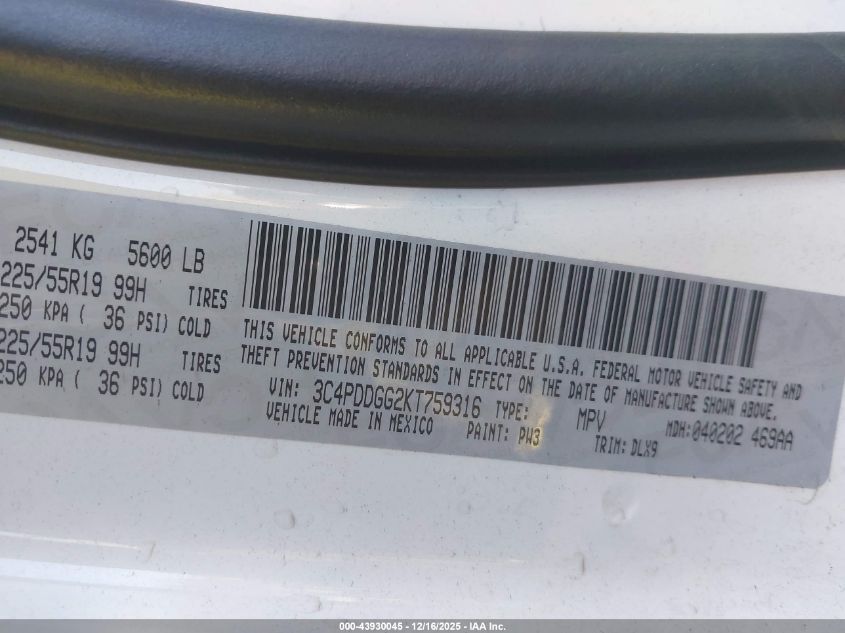 2541 KG 5600 LB
225/55R19 99H TIRES
250 KPA ( 36 PSI) COLD
225/55R19 99H TIRES
250 KPA ( 36 PSI) COLD
THIS VEHICLE CONFORMS TO ALL APPLICABLE U.S.A. FEDERAL MOTOR VEHICLE SAFETY AND
THEFT PREVENTION STANDARDS IN EFFECT ON THE DATE OF MANUFACTURE SHOWN ABOVE.
VIN: 3C4PDDGG2KT759316 TYPE: MPV MDH:040202 469AA
VEHICLE MADE IN MEXICO PAINT: PW3 TRIM: DLX9
000-43930045 - 12/16/2025 - IAA Inc.